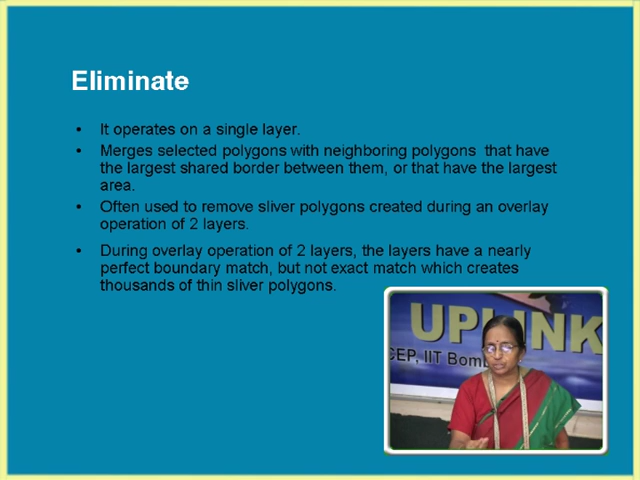 Eliminate
• It operates on a single layer.
• Merges selected polygons with neighboring polygons that have
the largest shared border between them, or that have the largest
area.
• Often used to remove sliver polygons created during an overlay
operation of 2 layers.
• During overlay operation of 2 layers, the layers have a nearly
perfect boundary match, but not exact match which creates
thousands of thin sliver polygons.
UPLINK
CEP, IIT Bom